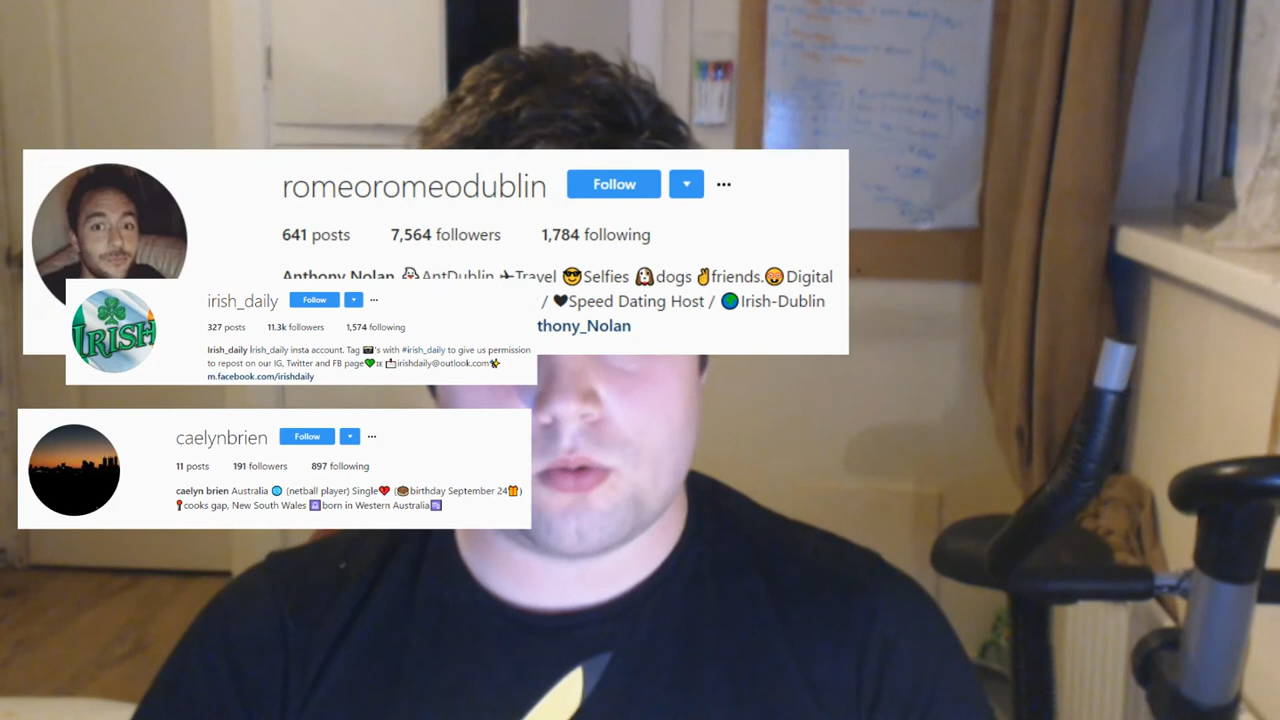 romeoromeodublin Follow
641 posts 7,564 followers 1,784 following
Anthony Nolan 👻AntDublin ✈Travel 😎Selfies 🐶dogs ✌friends.🤓Digital
/ 🖤Speed Dating Host / 🌍Irish-Dublin
thony_Nolan
IRISH
irish_daily Follow ...
327 posts 11.3k followers 1,574 following
Irish_daily Irish_daily insta account. Tag 📷's with #irish_daily to give us permission
to repost on our IG, Twitter and FB page💚 📩irishdaily@outlook.com✨
m.facebook.com/irishdaily
caelynbrien Follow ...
11 posts 191 followers 897 following
caelyn brien Australia 🌐 (netball player) Single❤ (🍩birthday September 24🎁)
📍cooks gap, New South Wales born in Western Australia